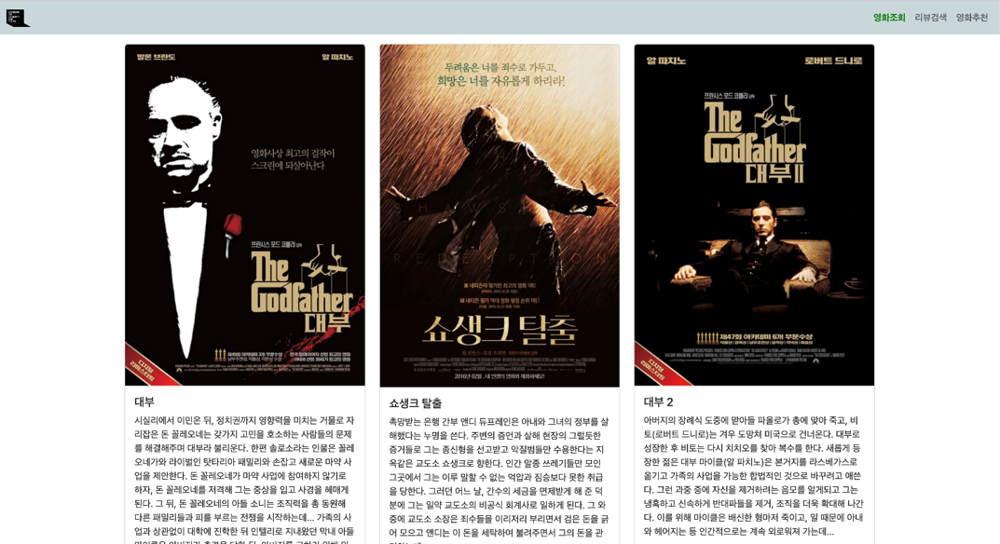 영화조회 리뷰검색 영화추천
말론 브란도 알 파치노
영화사상 최고의 걸작이
스크린에 되살아난다
프란시스 포드 코폴라 감독
The
Godfather
대부
디지털
리마스터링
두려움은 너를 죄수로 가두고,
희망은 너를 자유롭게 하리라!
SHAWSHANK
REDEMPTION
쇼생크 탈출
알 파치노 로버트 드니로
프란시스 포드 코폴라 감독
The
Godfather
대부II
제47회 아카데미 6개 부문수상
디지털
리마스터링
대부
시실리에서 이민온 뒤, 정치권까지 영향력을 미치는 거물로 자
리잡은 돈 꼴레오네는 갖가지 고민을 호소하는 사람들의 문제
를 해결해주며 대부라 불리운다. 한편 솔로소라는 인물은 꼴레
오네가와 라이벌인 탓타리아 패밀리와 손잡고 새로운 마약 사
업을 제안한다. 돈 꼴레오네가 마약 사업에 참여하지 않기로
하자, 돈 꼴레오네를 저격해 그는 중상을 입고 사경을 헤매게
된다. 그 뒤, 돈 꼴레오네의 아들 소니는 조직력을 총 동원해
다른 패밀리들과 피를 부르는 전쟁을 시작하는데... 가족의 사
업과 상관없이 대학에 진학한 뒤 인텔리로 지내왔던 막내 아들
쇼생크 탈출
촉망받는 은행 간부 앤디 듀프레인은 아내와 그녀의 정부를 살
해했다는 누명을 쓴다. 주변의 증언과 살해 현장의 그럴듯한
증거들로 그는 종신형을 선고받고 악질범들만 수용한다는 지
옥같은 교도소 쇼생크로 향한다. 인간 말종 쓰레기들만 모인
그곳에서 그는 이루 말할 수 없는 억압과 짐승보다 못한 취급
을 당한다. 그러던 어느 날, 간수의 세금을 면제받게 해 준 덕
분에 그는 일약 교도소의 비공식 회계사로 일하게 된다. 그 와
중에 교도소 소장은 죄수들을 이리저리 부리면서 검은 돈을 긁
어 모으고 앤디는 이 돈을 세탁하여 불려주면서 그의 돈을 관
대부 2
아버지의 장례식 도중에 맏아들 파올로가 총에 맞아 죽고, 비
토(로버트 드니로)는 겨우 도망쳐 미국으로 건너온다. 대부로
성장한 후 비토는 다시 치치오를 찾아 복수를 한다. 새롭게 등
장한 젊은 대부 마이클(알 파치노)은 본거지를 라스베가스로
옮기고 가족의 사업을 가능한 합법적인 것으로 바꾸려고 애쓴
다. 그런 과중 중에 자신을 제거하려는 음모를 알게되고 그는
냉혹하고 신속하게 반대파들을 제거, 조직을 더욱 확대해 나간
다. 이를 위해 마이클은 배신한 형마저 죽이고, 일 때문에 아내
와 헤어지는 등 인간적으로는 계속 외로워져 가는데...